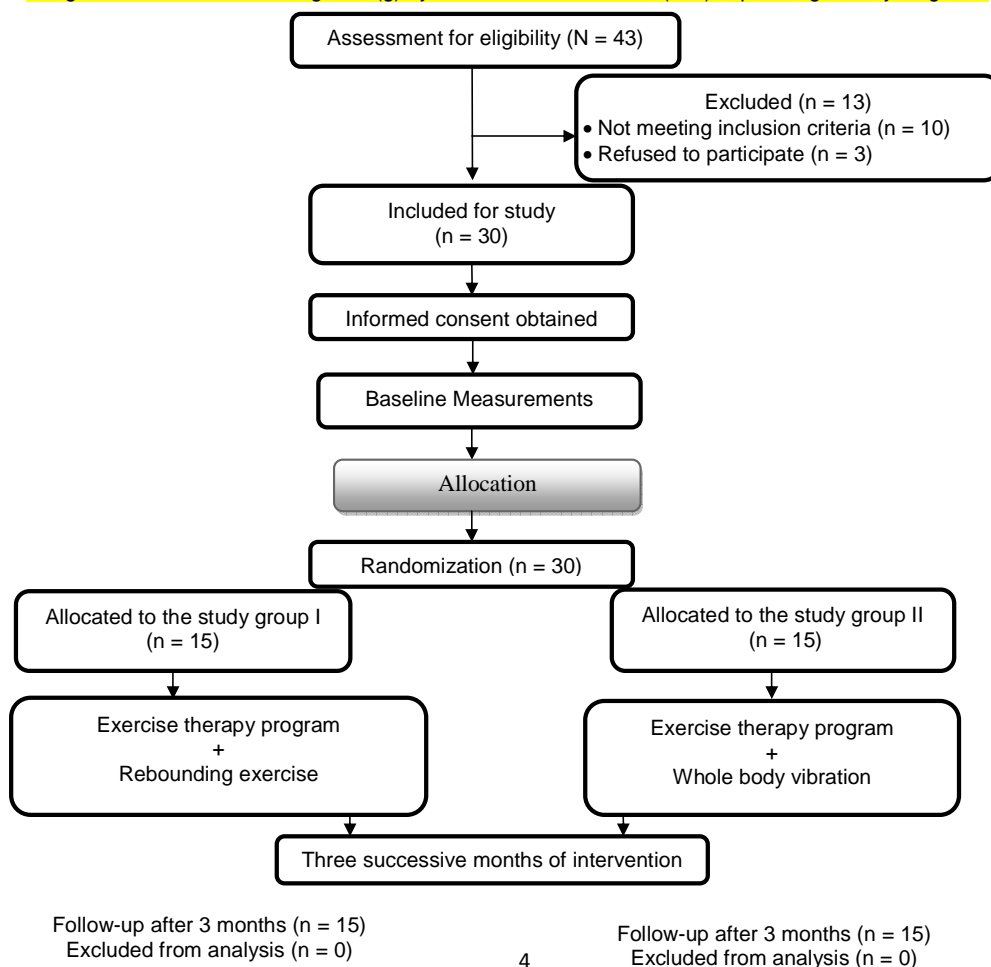 Assessment for eligibility (N = 43)
Excluded (n = 13)
• Not meeting inclusion criteria (n = 10)
• Refused to participate (n = 3)
Included for study
(n = 30)
Informed consent obtained
Baseline Measurements
Allocation
Randomization (n = 30)
Allocated to the study group I
(n = 15)
Allocated to the study group II
(n = 15)
Exercise therapy program
+
Rebounding exercise
Exercise therapy program
+
Whole body vibration
Three successive months of intervention
Follow-up after 3 months (n = 15)
Excluded from analysis (n = 0)
Follow-up after 3 months (n = 15)
Excluded from analysis (n = 0)
4